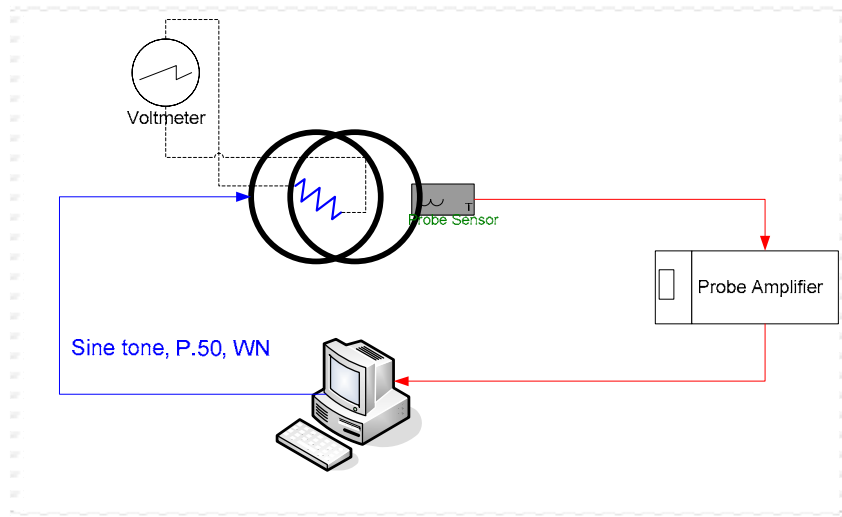 Voltmeter
T
Probe Sensor
Probe Amplifier
Sine tone, P.50, WN